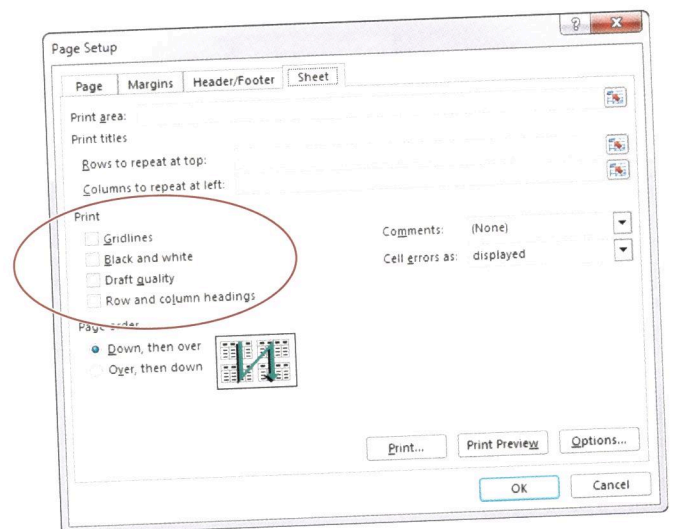 Page Setup
Page Margins Header/Footer Sheet
Print area:
Print titles
Rows to repeat at top:
Columns to repeat at left:
Print
Gridlines
Black and white
Draft quality
Row and column headings
Comments: (None)
Cell errors as: displayed
Page order
Down, then over
Over, then down
Print... Print Preview Options...
OK Cancel